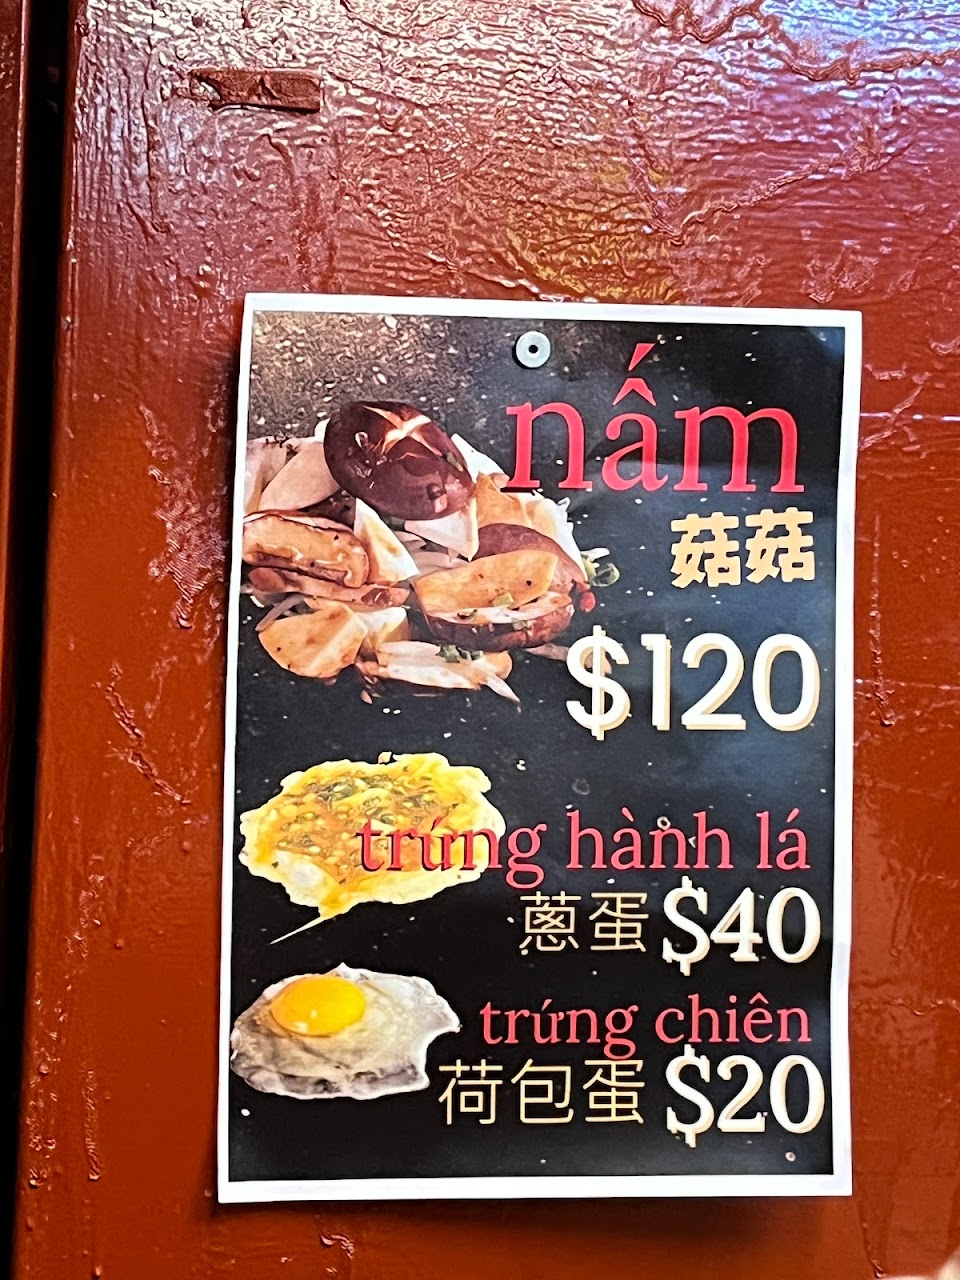 nấm
菇菇
$120
trứng hành lá
蔥蛋 $40
trứng chiên
荷包蛋 $20